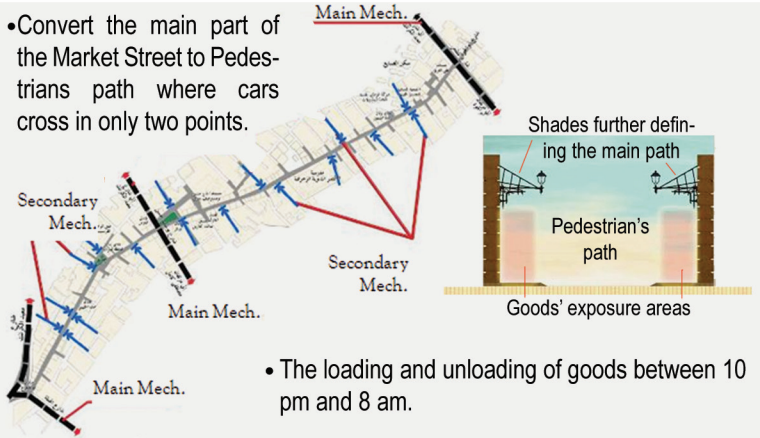 •Convert the main part of
the Market Street to Pedes-
trians path where cars
cross in only two points.
Main Mech.
Shades further defin-
ing the main path
Secondary
Mech.
Pedestrian's
path
Secondary
Mech.
Main Mech.
Goods' exposure areas
Main Mech.
• The loading and unloading of goods between 10
pm and 8 am.